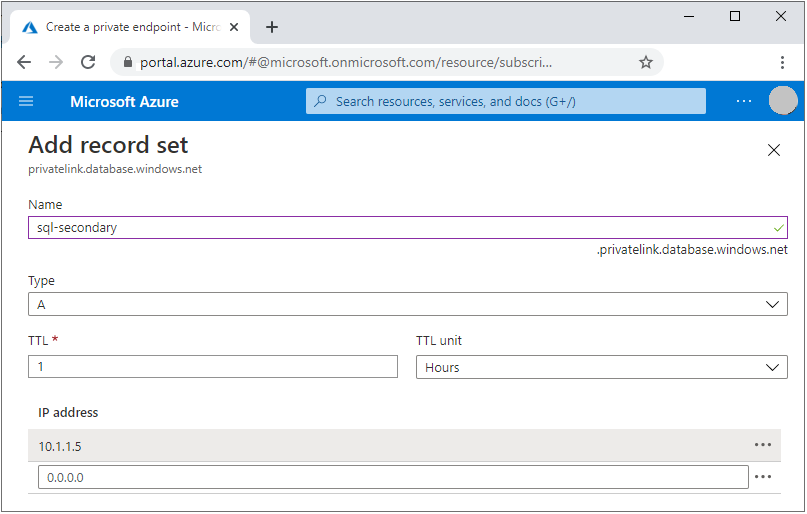 Create a private endpoint - Micro
portal.azure.com/#@microsoft.onmicrosoft.com/resource/subscri...
Microsoft Azure
Search resources, services, and docs (G+/)
Add record set
privatelink.database.windows.net
Name
sql-secondary
.privatelink.database.windows.net
Type
A
TTL *
TTL unit
1
Hours
IP address
10.1.1.5
0.0.0.0